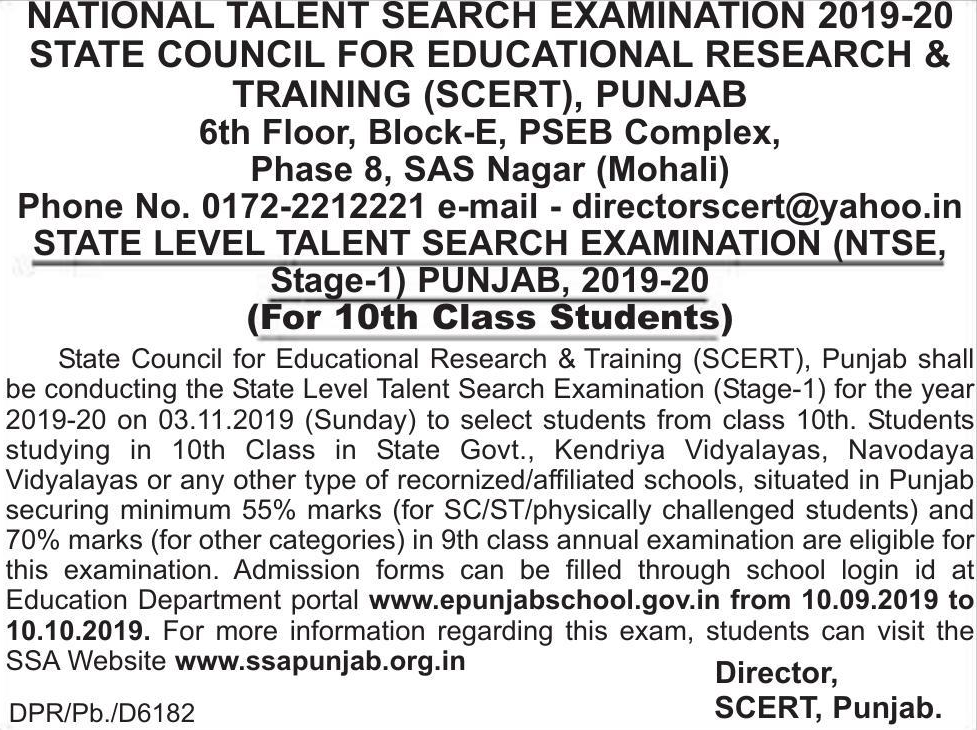 NATIONAL TALENT SEARCH EXAMINATION 2019-20
STATE COUNCIL FOR EDUCATIONAL RESEARCH &
TRAINING (SCERT), PUNJAB
6th Floor, Block-E, PSEB Complex,
Phase 8, SAS Nagar (Mohali)
Phone No. 0172-2212221 e-mail - directorscert@yahoo.in
STATE LEVEL TALENT SEARCH EXAMINATION (NTSE,
Stage-1) PUNJAB, 2019-20
(For 10th Class Students)
State Council for Educational Research & Training (SCERT), Punjab shall
be conducting the State Level Talent Search Examination (Stage-1) for the year
2019-20 on 03.11.2019 (Sunday) to select students from class 10th. Students
studying in 10th Class in State Govt., Kendriya Vidyalayas, Navodaya
Vidyalayas or any other type of recornized/affiliated schools, situated in Punjab
securing minimum 55% marks (for SC/ST/physically challenged students) and
70% marks (for other categories) in 9th class annual examination are eligible for
this examination. Admission forms can be filled through school login id at
Education Department portal www.epunjabschool.gov.in from 10.09.2019 to
10.10.2019. For more information regarding this exam, students can visit the
SSA Website www.ssapunjab.org.in
Director,
SCERT, Punjab.
DPR/Pb./D6182